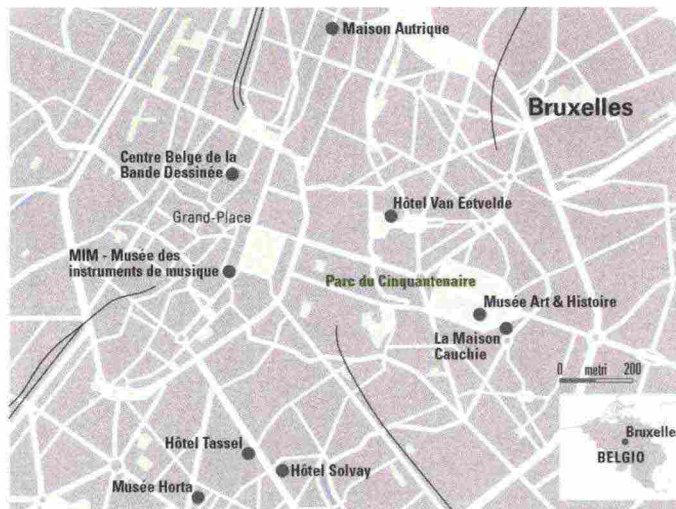 Maison Autrique
Bruxelles
Centre Belge de la
Bande Dessinée
Grand-Place
Hôtel Van Eetvelde
MIM - Musée des
instruments de musique
Parc du Cinquantenaire
Musée Art & Histoire
La Maison
Cauchie
0 metri 200
Hôtel Tassel
Hôtel Solvay
Musée Horta
Bruxelles
BELGIO